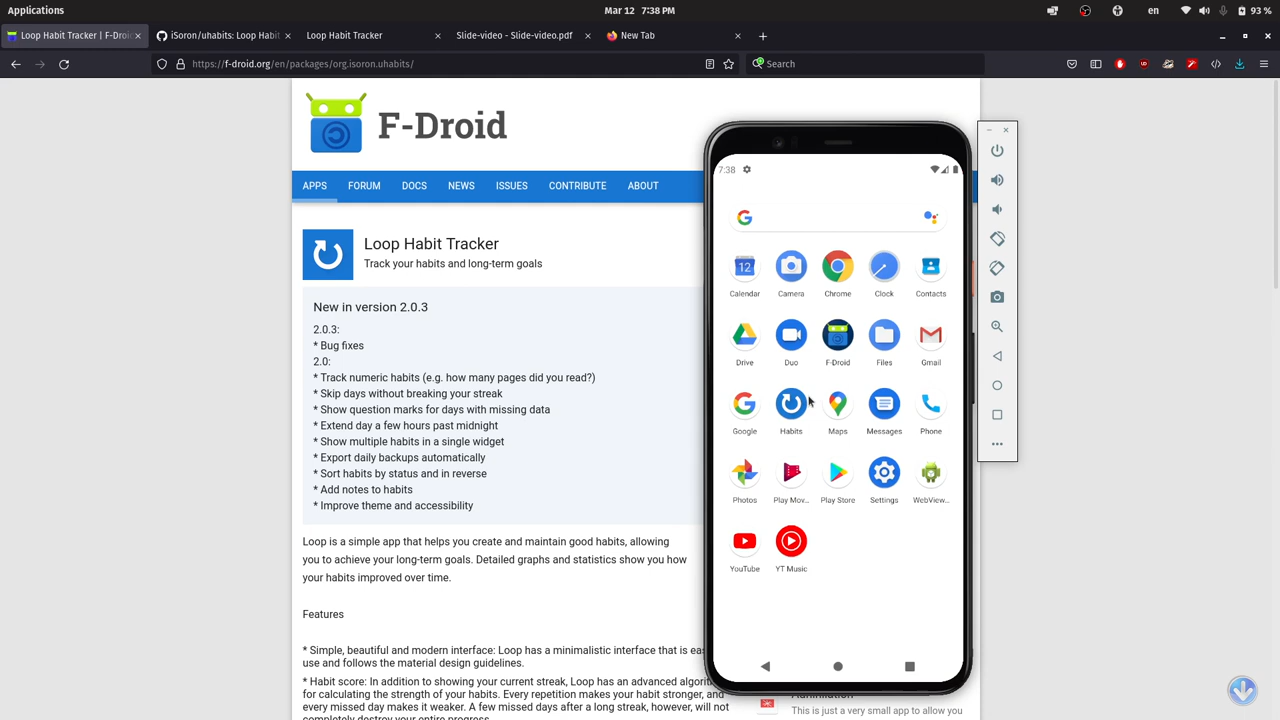 Applications
Mar 12 7:38 PM
en
93 %
Loop Habit Tracker | F-Droi
iSoron/uhabits: Loop Habit
Loop Habit Tracker
Slide-video - Slide-video.pdf
New Tab
https://f-droid.org/en/packages/org.isoron.uhabits/
Search
F-Droid
APPS
FORUM
DOCS
NEWS
ISSUES
CONTRIBUTE
ABOUT
Loop Habit Tracker
Track your habits and long-term goals
New in version 2.0.3
2.0.3:
* Bug fixes
2.0:
* Track numeric habits (e.g. how many pages did you read?)
* Skip days without breaking your streak
* Show question marks for days with missing data
* Extend day a few hours past midnight
* Show multiple habits in a single widget
* Export daily backups automatically
* Sort habits by status and in reverse
* Add notes to habits
* Improve theme and accessibility
Loop is a simple app that helps you create and maintain good habits, allowing
you to achieve your long-term goals. Detailed graphs and statistics show you how
your habits improved over time.
Features
* Simple, beautiful and modern interface: Loop has a minimalistic interface that is eas
use and follows the material design guidelines.
* Habit score: In addition to showing your current streak, Loop has an advanced algorit
for calculating the strength of your habits. Every repetition makes your habit stronger, and
every missed day makes it weaker. A few missed days after a long streak, however, will not
completely destroy your entire progress.
7:38
12
Calendar
Camera
Chrome
Clock
Contacts
Drive
Duo
F-Droid
Files
Gmail
Google
Habits
Maps
Messages
Phone
Photos
Play Mov...
Play Store
Settings
WebView...
YouTube
YT Music
This is just a very small app to allow you